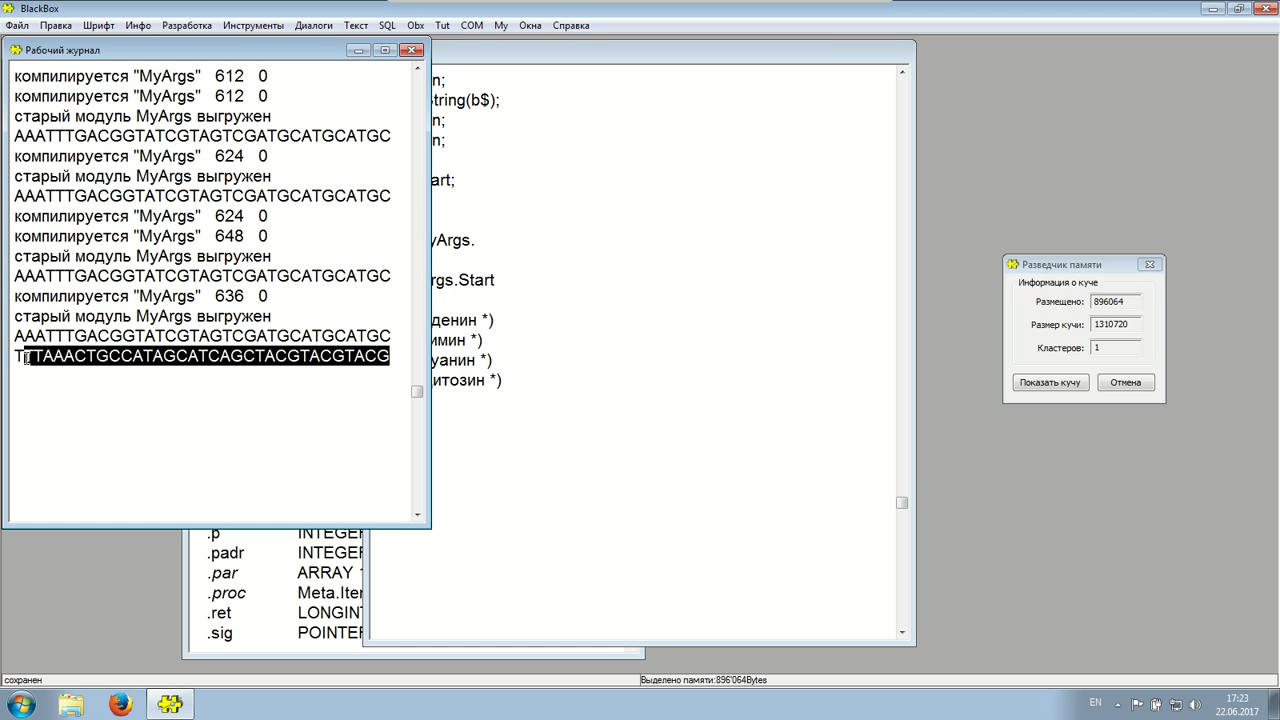 BlackBox
Файл Правка Шрифт Инфо Разработка Инструменты Диалоги Текст SQL Obx Tut COM My Окна Справка
Рабочий журнал
компилируется "MyArgs" 612 0
компилируется "MyArgs" 612 0
старый модуль MyArgs выгружен
AAATTTGACGGTATCGTAGTCGATGCATGCATGC
компилируется "MyArgs" 624 0
старый модуль MyArgs выгружен
AAATTTGACGGTATCGTAGTCGATGCATGCATGC
компилируется "MyArgs" 624 0
компилируется "MyArgs" 648 0
старый модуль MyArgs выгружен
AAATTTGACGGTATCGTAGTCGATGCATGCATGC
компилируется "MyArgs" 636 0
старый модуль MyArgs выгружен
AAATTTGACGGTATCGTAGTCGATGCATGCATGC
TTTAAACTGCCATAGCATCAGCTACGTACGTACG
n;
tring(b$);
n;
n;
art;
yArgs.
rgs.Start
денин *)
имин *)
уанин *)
итозин *)
.p INTEGER
.padr INTEGER
.par ARRAY
.proc Meta.Iter
.ret LONGINT
.sig POINTER
Разведчик памяти
Информация о куче
Размещено: 896064
Размер кучи: 1310720
Кластеров: 1
Показать кучу Отмена
сохранен
Выделено памяти:896'064Bytes
EN
17:23
22.06.2017